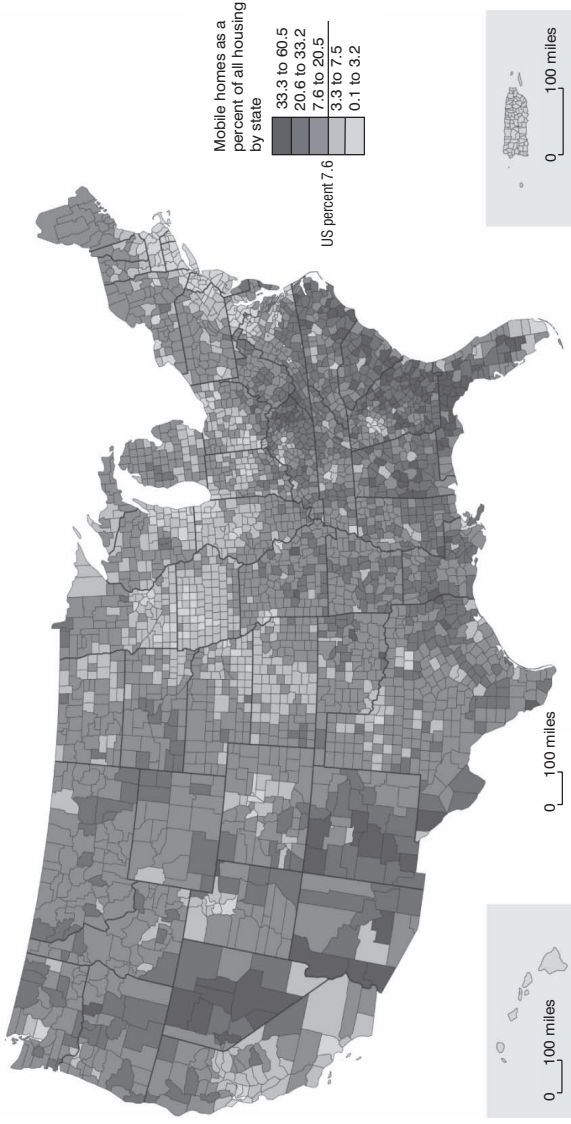 Mobile homes as a
percent of all housing
by state
33.3 to 60.5
20.6 to 33.2
7.6 to 20.5
US percent 7.6
3.3 to 7.5
0.1 to 3.2
0 100 miles
0 100 miles
0 100 miles